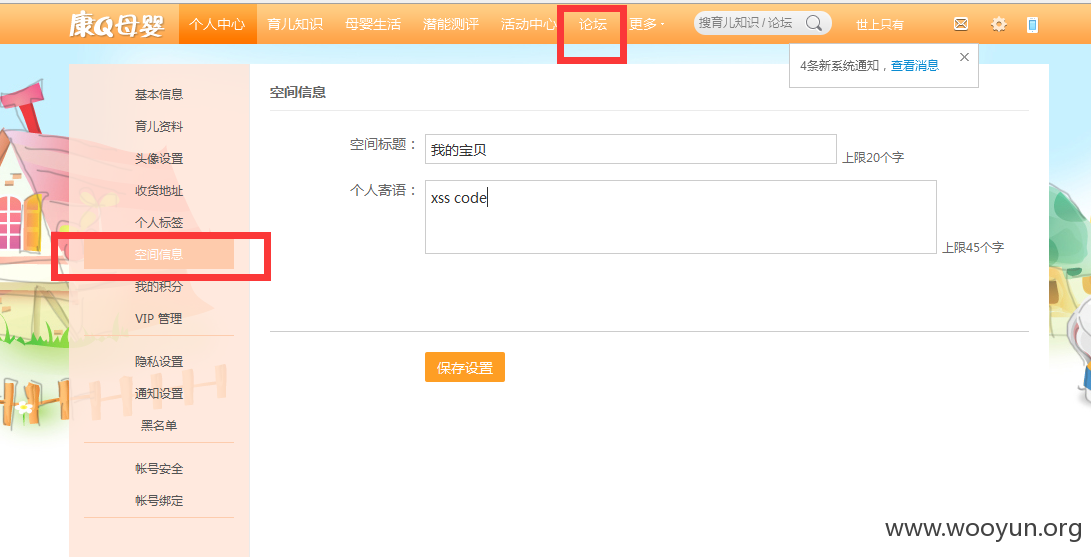 康Q母婴 个人中心 育儿知识 母婴生活 潜能测评 活动中心 论坛 更多 搜育儿知识 / 论坛 世上只有
4条新系统通知，查看消息
基本信息
育儿资料
头像设置
收货地址
个人标签
空间信息
我的积分
VIP 管理
隐私设置
通知设置
黑名单
帐号安全
帐号绑定
空间信息
空间标题： 我的宝贝 上限20个字
个人寄语： xss code 上限45个字
保存设置
www.wooyun.org